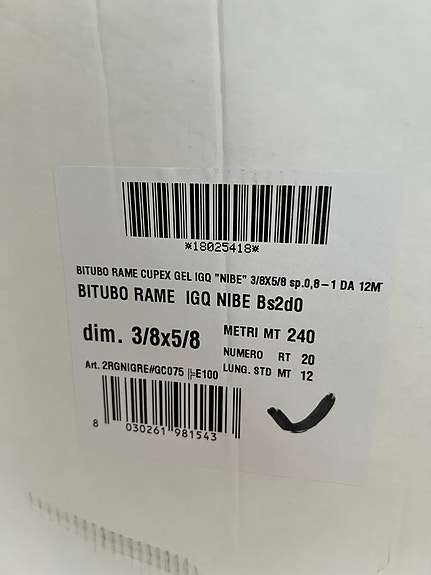 *18025418*
BITUBO RAME CUPEX GEL IGQ "NIBE" 3/8X5/8 sp.0,8-1 DA 12MT
BITUBO RAME IGQ NIBE Bs2d0
dim. 3/8x5/8
METRI MT 240
NUMERO RT 20
LUNG. STD MT 12
Art. 2RGNIGRE#GC075 ╠E100
8 030261 981543